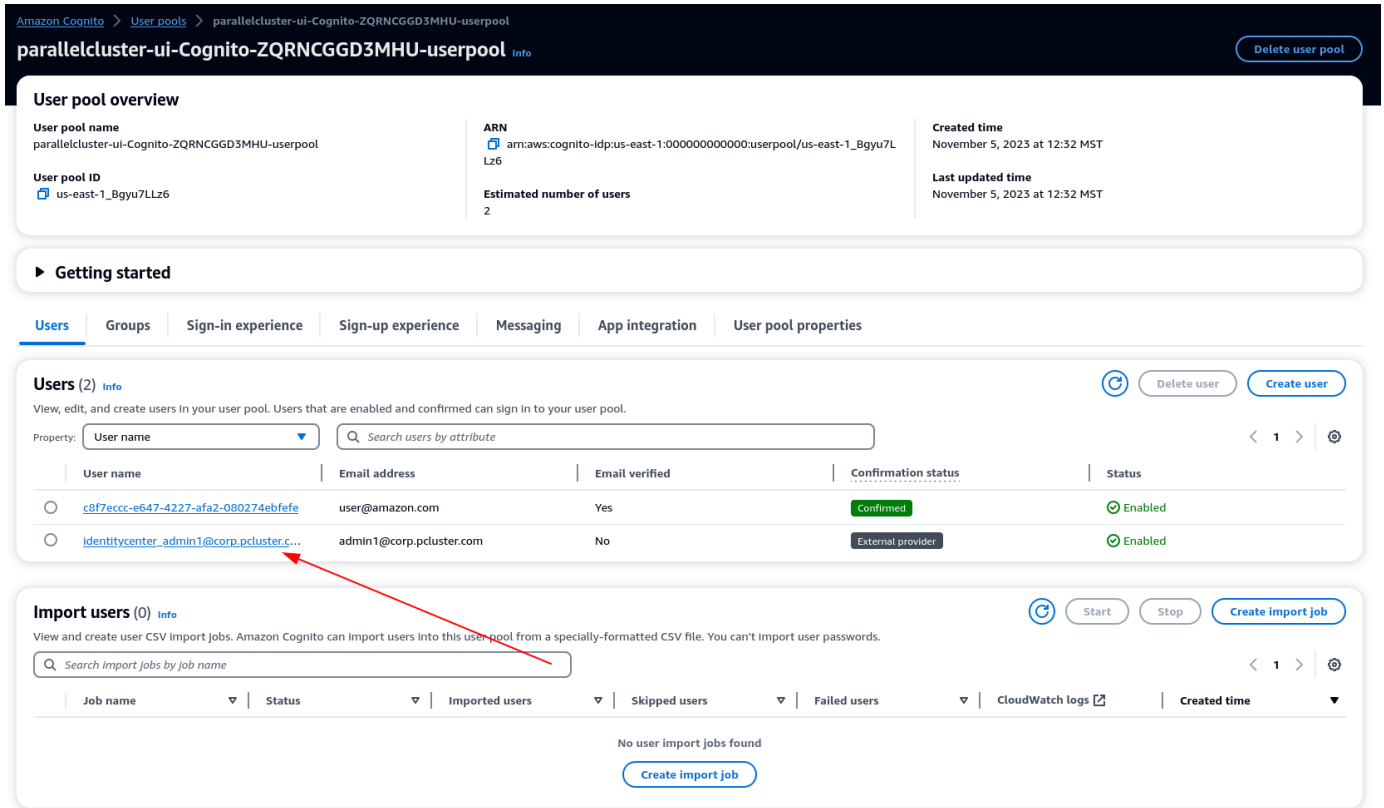 Amazon Cognito > User pools > parallelcluster-ui-Cognito-ZQRNCGGD3MHU-userpool
parallelcluster-ui-Cognito-ZQRNCGGD3MHU-userpool Info
Delete user pool
User pool overview
User pool name
parallelcluster-ui-Cognito-ZQRNCGGD3MHU-userpool
User pool ID
us-east-1_Bgyu7LLz6
ARN
arn:aws:cognito-idp:us-east-1:000000000000:userpool/us-east-1_Bgyu7L
Lz6
Estimated number of users
2
Created time
November 5, 2023 at 12:32 MST
Last updated time
November 5, 2023 at 12:32 MST
Getting started
Users Groups Sign-in experience Sign-up experience Messaging App integration User pool properties
Users (2) Info
Delete user Create user
View, edit, and create users in your user pool. Users that are enabled and confirmed can sign in to your user pool.
Property: User name Search users by attribute < 1 >
User name Email address Email verified Confirmation status Status
c8f7eccc-e647-4227-afa2-080274ebfefe user@amazon.com Yes Confirmed Enabled
identitycenter_admin1@corp.pcluster.c... admin1@corp.pcluster.com No External provider Enabled
Import users (0) Info
Start Stop Create import job
View and create user CSV import jobs. Amazon Cognito can import users into this user pool from a specially-formatted CSV file. You can't import user passwords.
Search import jobs by job name < 1 >
Job name Status Imported users Skipped users Failed users CloudWatch logs Created time
No user import jobs found
Create import job